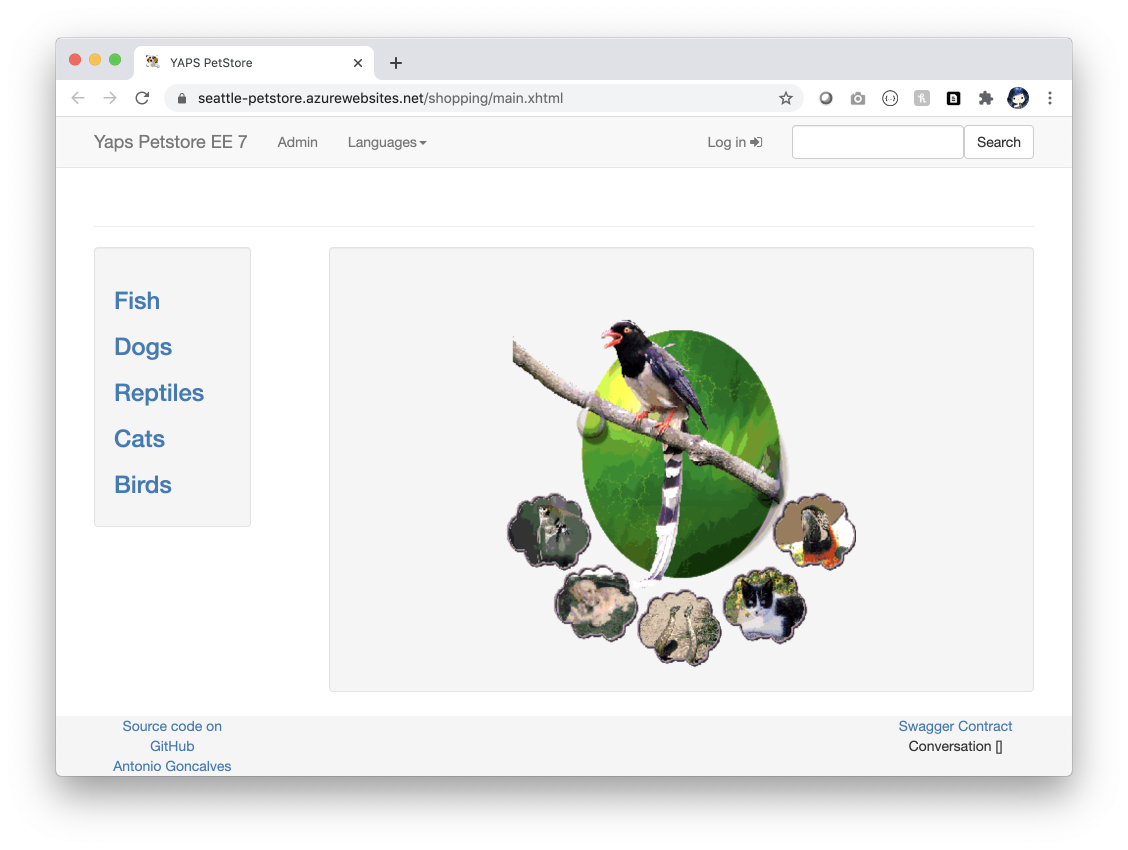 YAPS PetStore
seattle-petstore.azurewebsites.net/shopping/main.xhtml
Yaps Petstore EE 7 Admin Languages Log in Search
Fish
Dogs
Reptiles
Cats
Birds
Source code on
GitHub
Antonio Goncalves
Swagger Contract
Conversation []